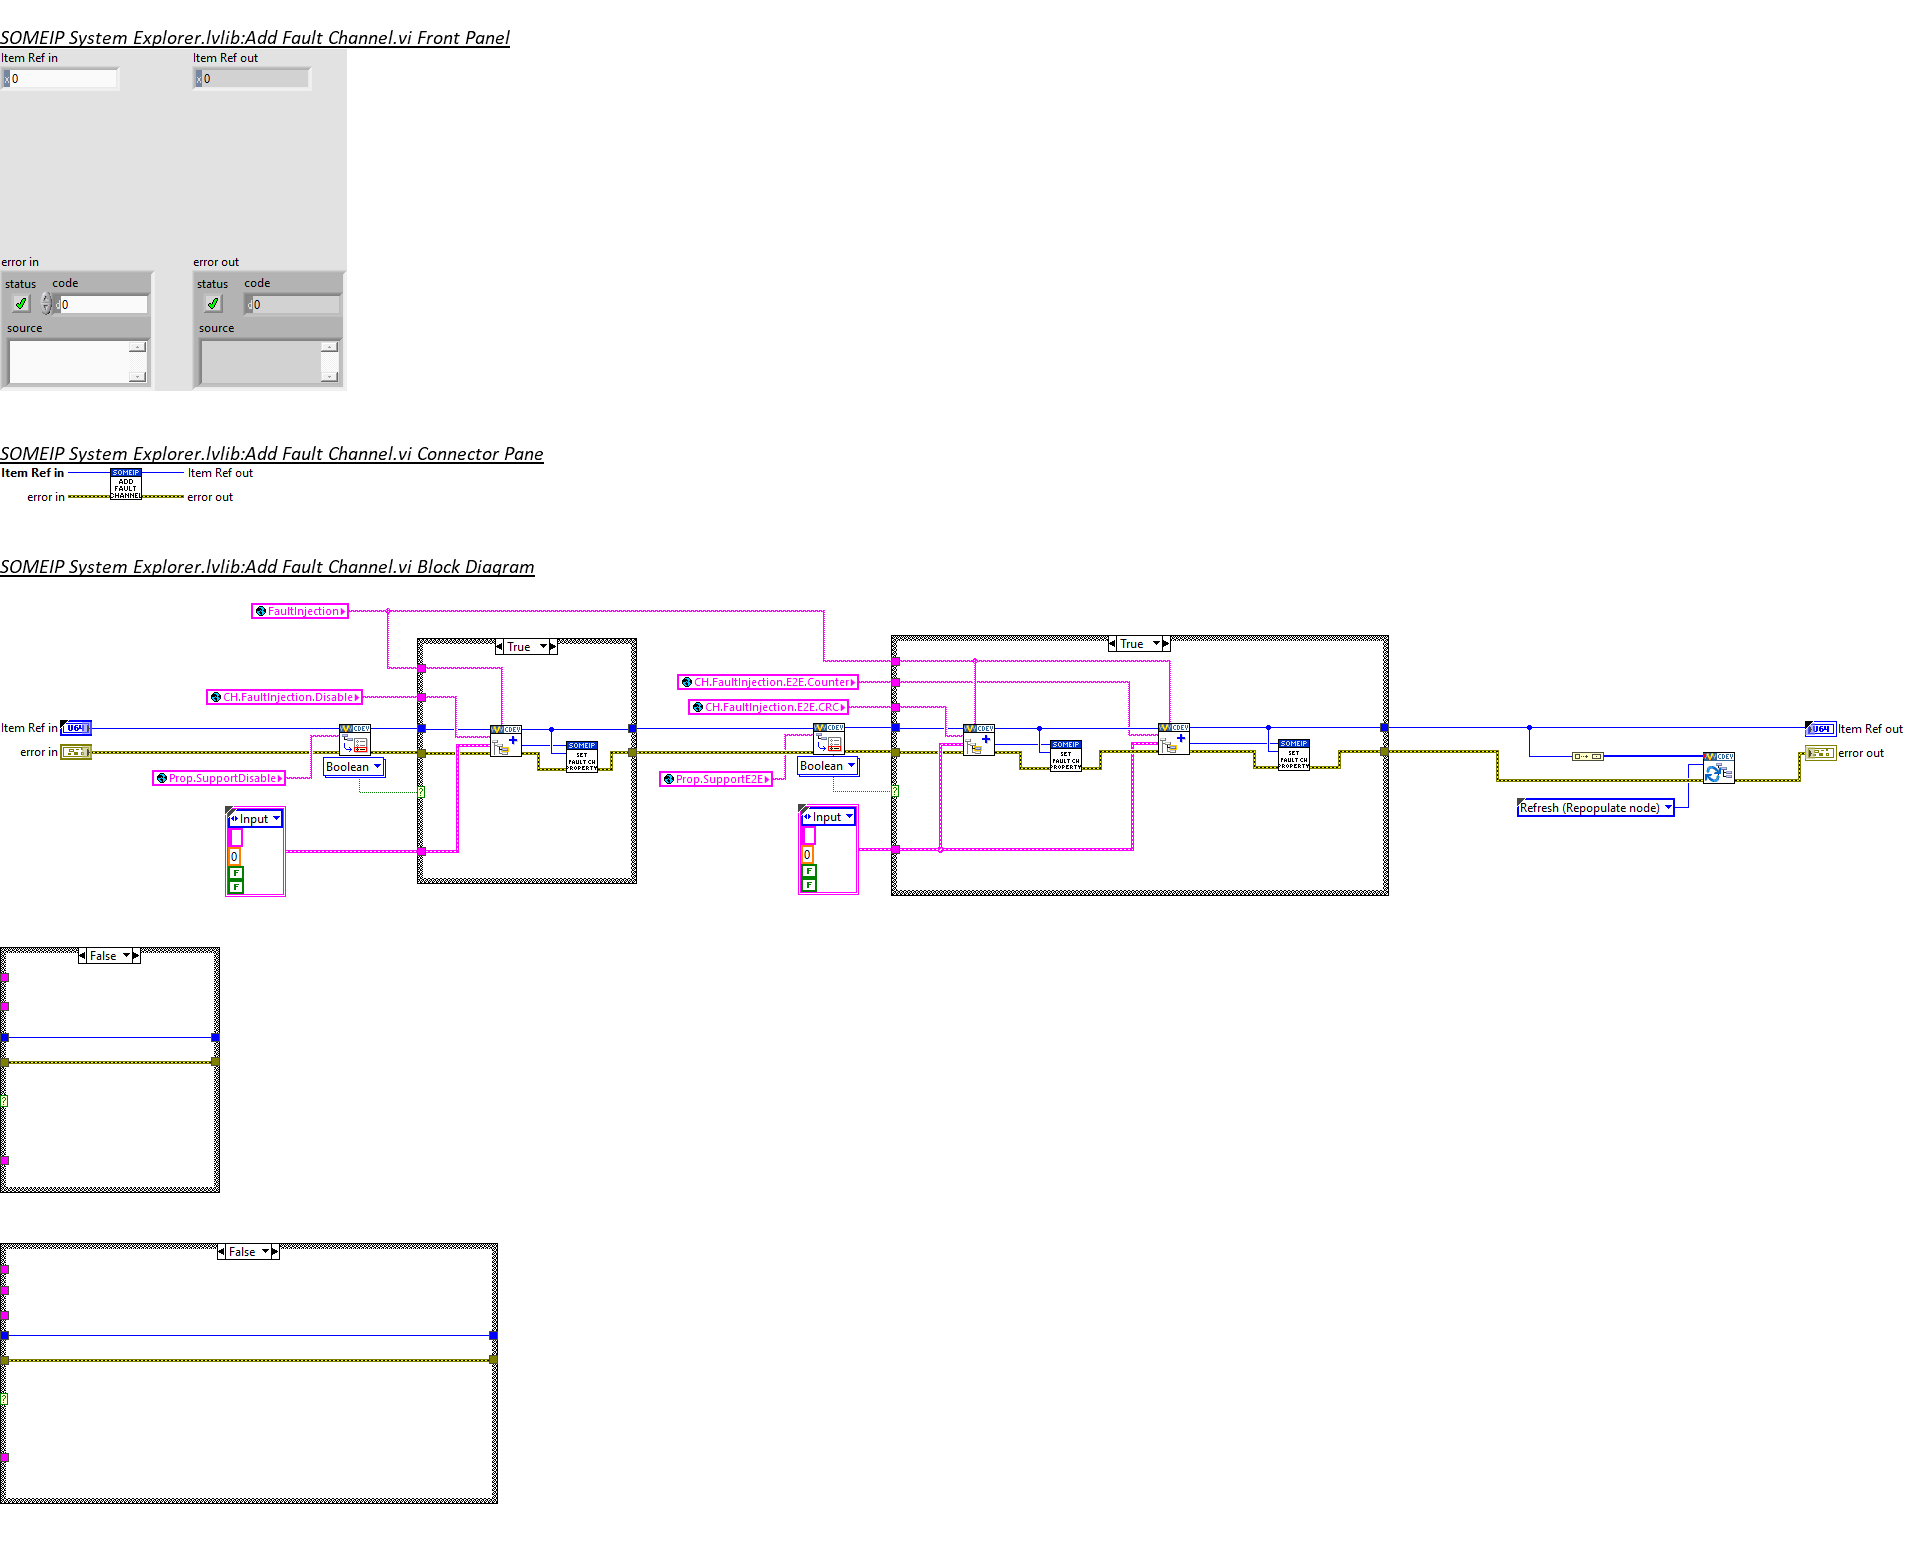 SOMEIP System Explorer.lvlib:Add Fault Channel.vi Front Panel
Item Ref in
Item Ref out
x 0
x 0
error in
error out
status
code
status
code
d 0
d 0
source
source
SOMEIP System Explorer.lvlib:Add Fault Channel.vi Connector Pane
Item Ref in
SOMEIP
ADD
FAULT
CHANNEL
Item Ref out
error in
error out
SOMEIP System Explorer.lvlib:Add Fault Channel.vi Block Diagram
FaultInjection
True
True
CH.FaultInjection.E2E.Counter
CH.FaultInjection.Disable
CH.FaultInjection.E2E.CRC
Item Ref in
U64
CDEV
CDEV
CDEV
CDEV
CDEV
U64
Item Ref out
error in
SOMEIP
SET
FAULT CH
PROPERTY
SOMEIP
SET
FAULT CH
PROPERTY
SOMEIP
SET
FAULT CH
PROPERTY
CDEV
error out
Boolean
Boolean
Prop.SupportDisable
Prop.SupportE2E
?
?
Refresh (Repopulate node)
Input
0
F
F
Input
0
F
F
False
?
False
?